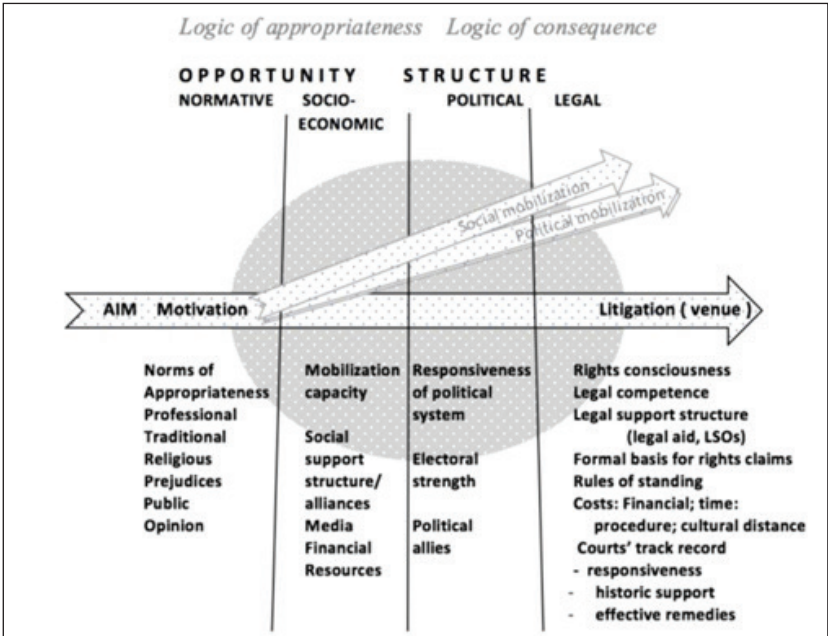 Logic of appropriateness Logic of consequence
OPPORTUNITY STRUCTURE
NORMATIVE SOCIO-ECONOMIC POLITICAL LEGAL
Social mobilization
Political mobilization
AIM Motivation Litigation ( venue )
Norms of
Appropriateness
Professional
Traditional
Religious
Prejudices
Public
Opinion
Mobilization
capacity
Social
support
structure/
alliances
Media
Financial
Resources
Responsiveness
of political
system
Electoral
strength
Political
allies
Rights consciousness
Legal competence
Legal support structure
(legal aid, LSOs)
Formal basis for rights claims
Rules of standing
Costs: Financial; time:
procedure; cultural distance
Courts’ track record
- responsiveness
- historic support
- effective remedies